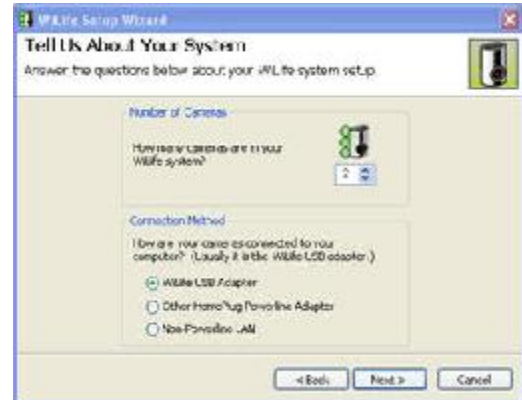 WiLife Setup Wizard
Tell Us About Your System
Answer the questions below about your WiLife system setup
Number of Cameras
How many cameras are in your
WiLife system?
Connection Method
How are your cameras connected to your
computer? (Usually it is the WiLife USB adapter.)
WiLife USB Adapter
Other HomePlug Powerline Adapter
Non-Powerline LAN
< Back
Next >
Cancel